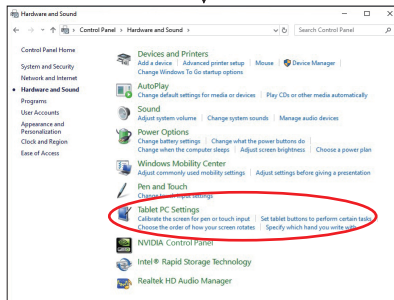 Hardware and Sound
Control Panel > Hardware and Sound >
Search Control Panel
Control Panel Home
System and Security
Network and Internet
Hardware and Sound
Programs
User Accounts
Appearance and
Personalization
Clock and Region
Ease of Access
Devices and Printers
Add a device | Advanced printer setup | Mouse | Device Manager |
Change Windows To Go startup options
AutoPlay
Change default settings for media or devices | Play CDs or other media automatically
Sound
Adjust system volume | Change system sounds | Manage audio devices
Power Options
Change battery settings | Change what the power buttons do |
Change when the computer sleeps | Adjust screen brightness | Choose a power plan
Windows Mobility Center
Adjust commonly used mobility settings | Adjust settings before giving a presentation
Pen and Touch
Change touch input settings
Tablet PC Settings
Calibrate the screen for pen or touch input | Set tablet buttons to perform certain tasks
Choose the order of how your screen rotates | Specify which hand you write with
NVIDIA Control Panel
Intel® Rapid Storage Technology
Realtek HD Audio Manager